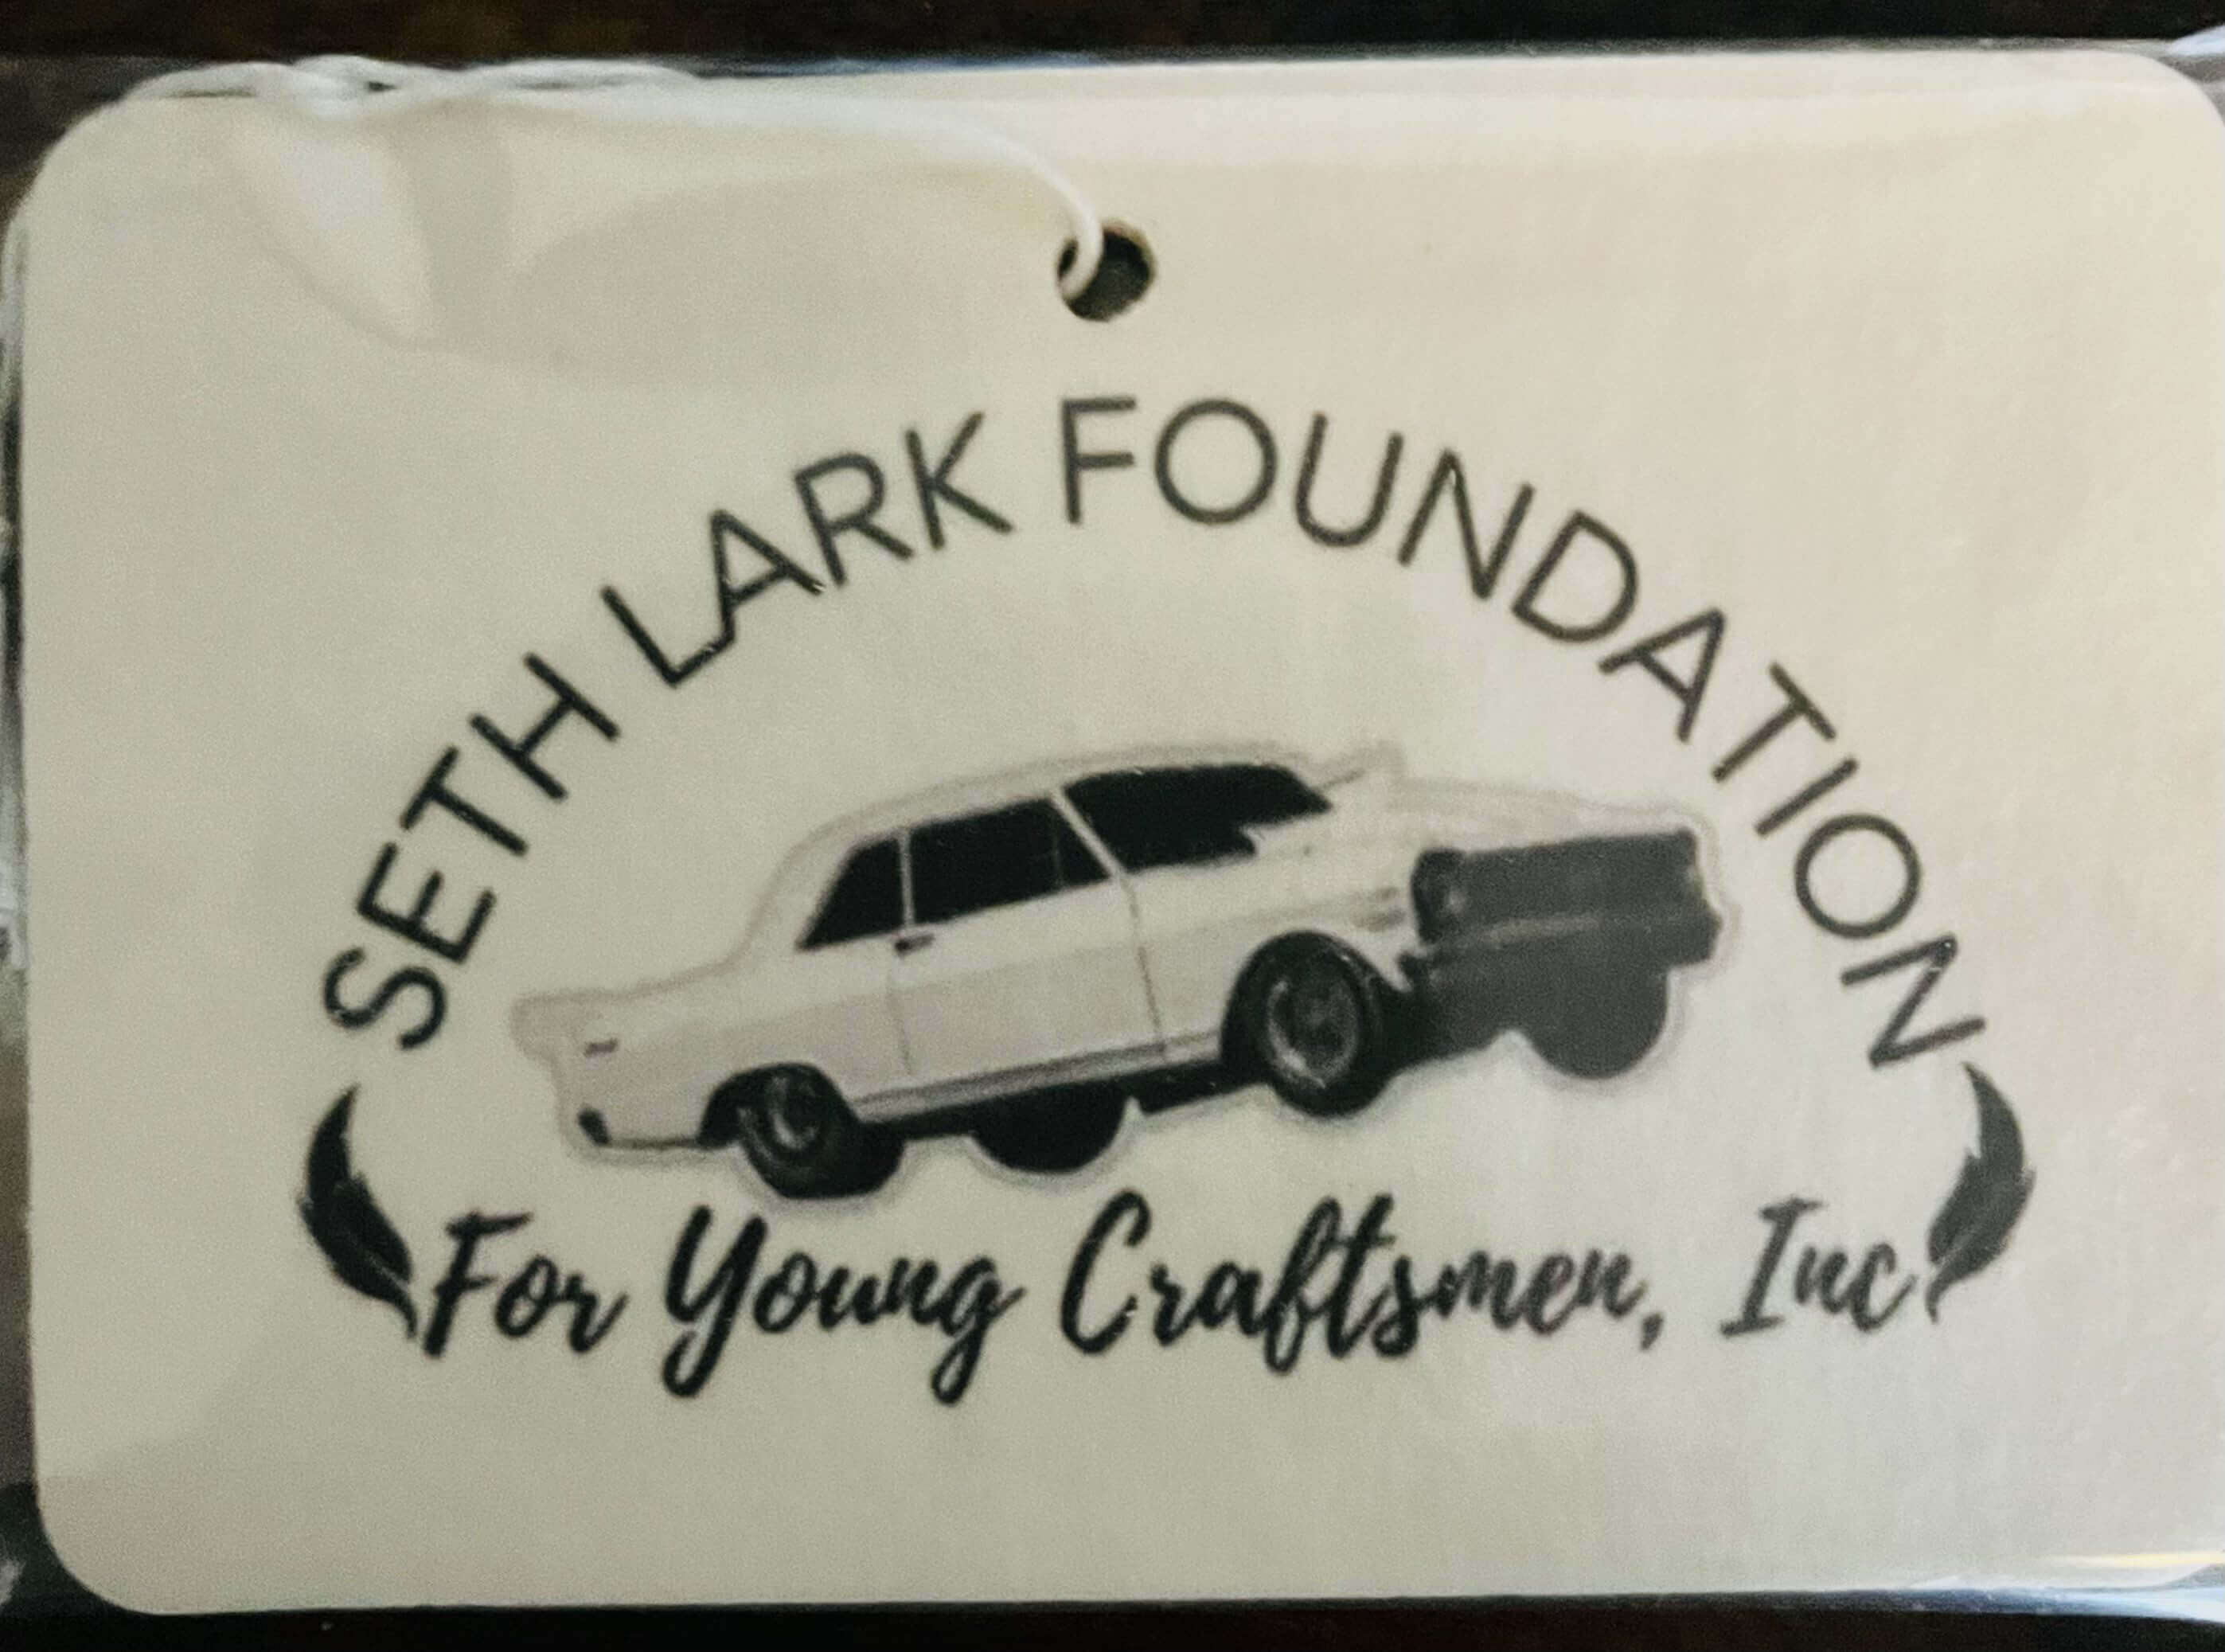 SETH LARK FOUNDATION
For Young Craftsmen, Inc